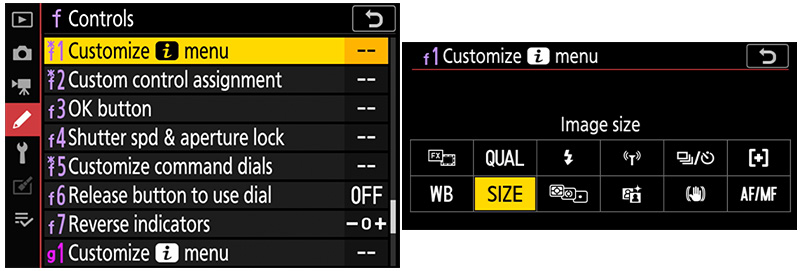 f Controls
f1 Customize i menu --
f2 Custom control assignment --
f3 OK button --
f4 Shutter spd & aperture lock --
f5 Customize command dials --
f6 Release button to use dial OFF
f7 Reverse indicators -0+
g1 Customize i menu --
f1 Customize i menu
Image size
FX QUAL [+]
WB SIZE AF/MF